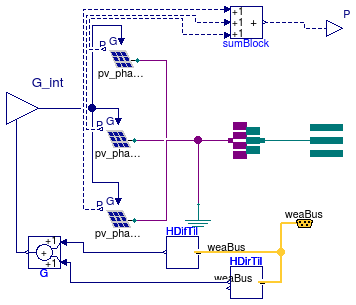 P
+1
+1
+1
+
sumBlock
G
P
pv_pha...
G_int
G
P
pv_pha...
G
P
pv_pha...
weaBus
HDifTil
weaBus
+1
+
+1
G
HDirTil
weaBus